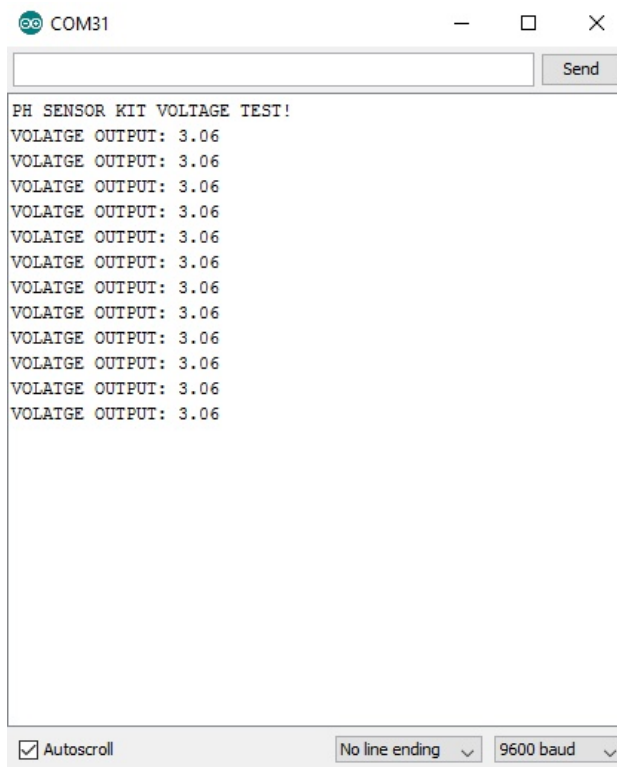 COM31
Send
PH SENSOR KIT VOLTAGE TEST!
VOLATGE OUTPUT: 3.06
VOLATGE OUTPUT: 3.06
VOLATGE OUTPUT: 3.06
VOLATGE OUTPUT: 3.06
VOLATGE OUTPUT: 3.06
VOLATGE OUTPUT: 3.06
VOLATGE OUTPUT: 3.06
VOLATGE OUTPUT: 3.06
VOLATGE OUTPUT: 3.06
VOLATGE OUTPUT: 3.06
VOLATGE OUTPUT: 3.06
VOLATGE OUTPUT: 3.06
Autoscroll No line ending 9600 baud